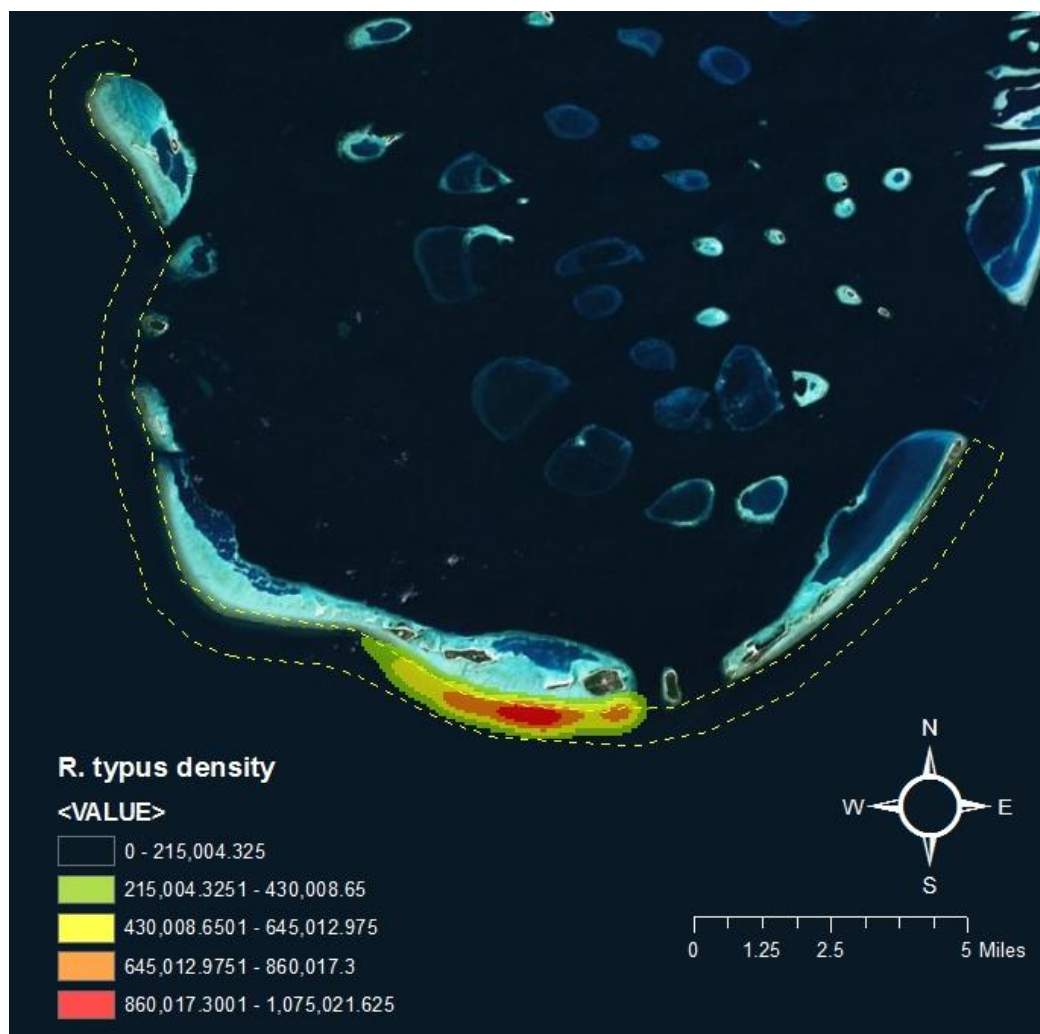 R. typus density
<VALUE>
0 - 215,004.325
215,004.3251 - 430,008.65
430,008.6501 - 645,012.975
645,012.9751 - 860,017.3
860,017.3001 - 1,075,021.625
N
W E
S
0 1.25 2.5 5 Miles